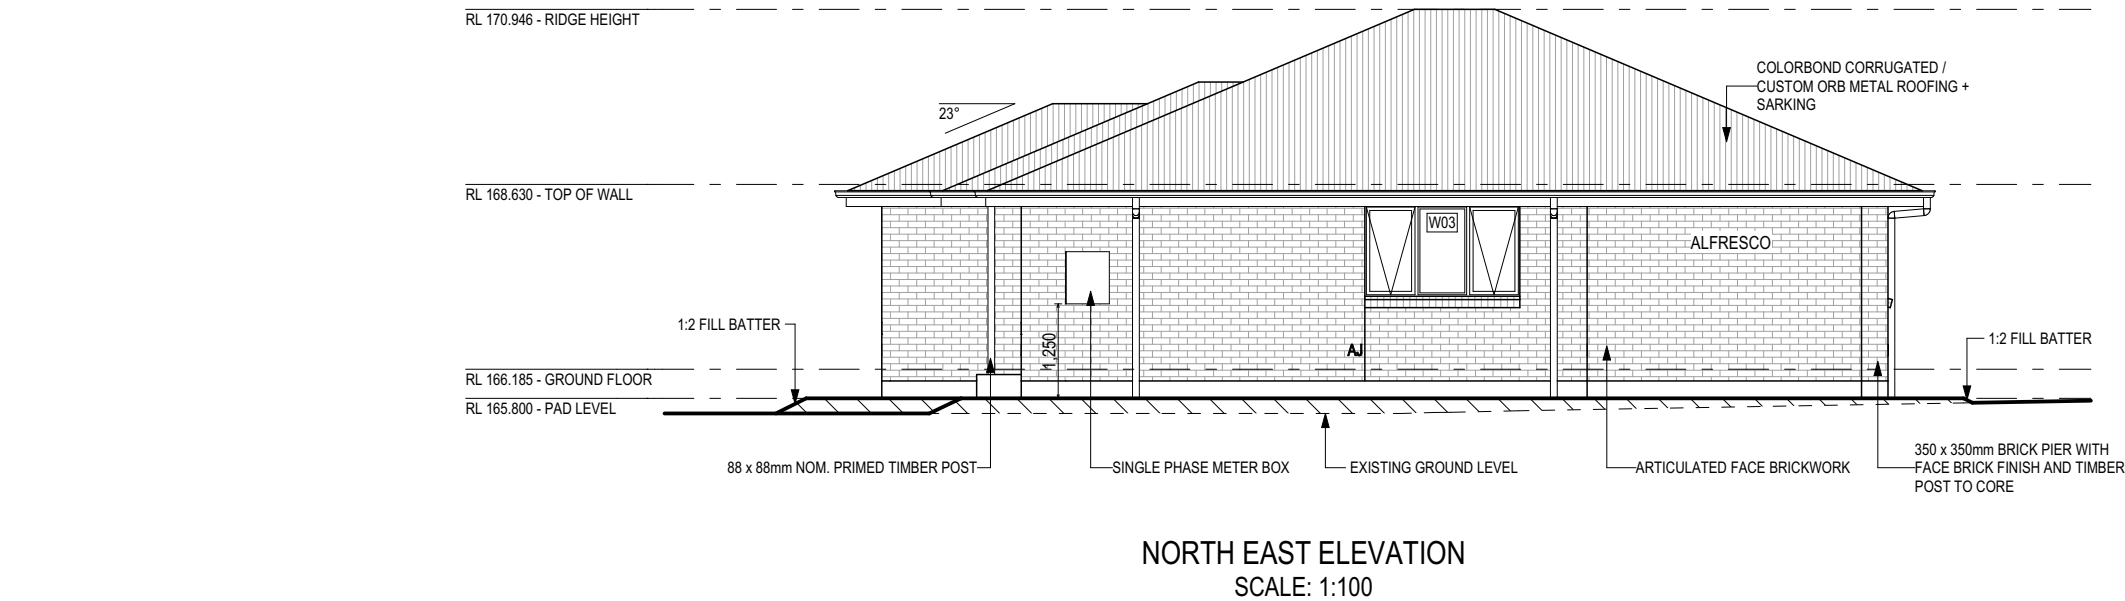 RL 170.946 - RIDGE HEIGHT
COLORBOND CORRUGATED /
CUSTOM ORB METAL ROOFING +
SARKING
23°
RL 168.630 - TOP OF WALL
W03
ALFRESCO
1:2 FILL BATTER
1,250
AJ
1:2 FILL BATTER
RL 166.185 - GROUND FLOOR
RL 165.800 - PAD LEVEL
88 x 88mm NOM. PRIMED TIMBER POST
SINGLE PHASE METER BOX
EXISTING GROUND LEVEL
ARTICULATED FACE BRICKWORK
350 x 350mm BRICK PIER WITH
FACE BRICK FINISH AND TIMBER
POST TO CORE
NORTH EAST ELEVATION
SCALE: 1:100